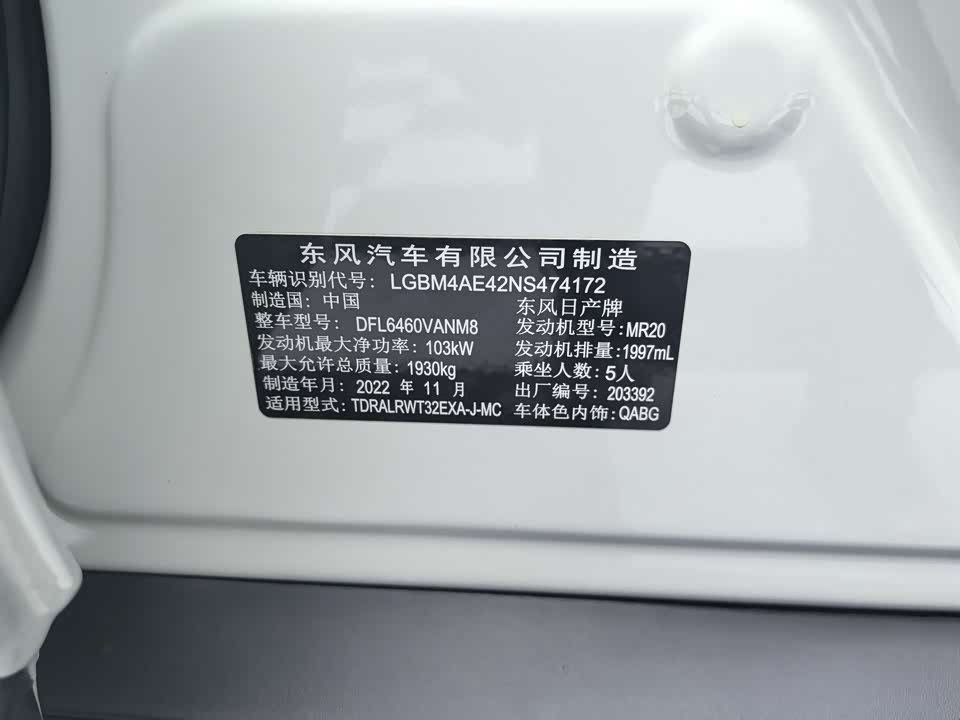 东风汽车有限公司制造
车辆识别代号: LGBM4AE42NS474172
制造国: 中国 东风日产牌
整车型号: DFL6460VANM8 发动机型号: MR20
发动机最大净功率: 103kW 发动机排量: 1997mL
最大允许总质量: 1930kg 乘坐人数: 5人
制造年月: 2022 年 11 月 出厂编号: 203392
适用型式: TDRALRWT32EXA-J-MC 车体色内饰: QABG